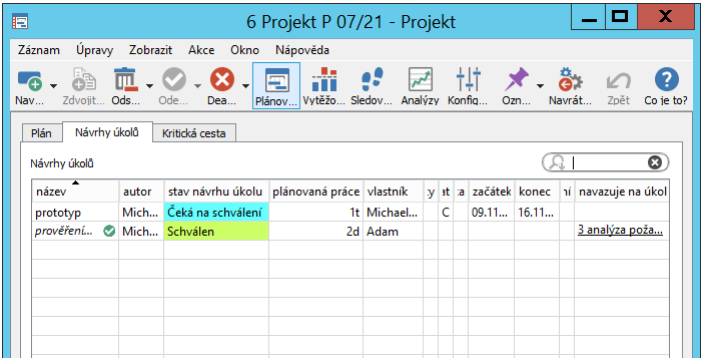 6 Projekt P 07/21 - Projekt
Záznam Úpravy Zobrazit Akce Okno Nápověda
Nav... Zdvojit... Ods... Ode... Dea... Plánov... Vytěžo... Sledov... Analýzy Konfig... Ozn... Navrát... Zpět Co je to?
Plán Návrhy úkolů Kritická cesta
Návrhy úkolů
název autor stav návrhu úkolu plánovaná práce vlastník začátek konec navazuje na úkol
prototyp Mich... Čeká na schválení 1t Michael... C 09.11... 16.11...
prověření... Mich... Schválen 2d Adam 3 analýza poža...